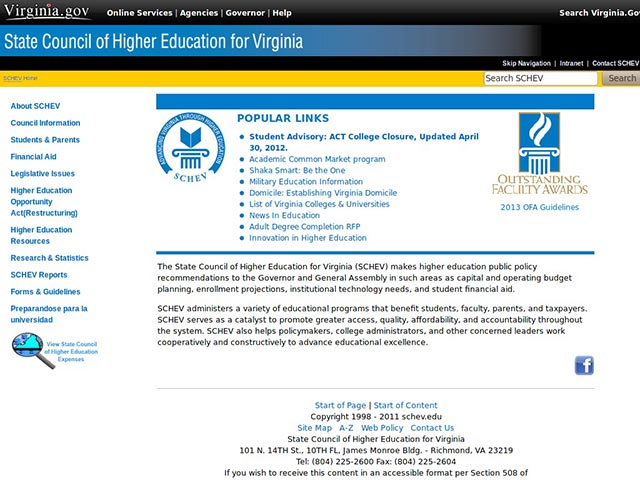 Virginia.gov Online Services | Agencies | Governor | Help Search Virginia.Go
State Council of Higher Education for Virginia
Skip Navigation | Intranet | Contact SCHEV
SCHEV Home
Search SCHEV Search
About SCHEV
Council Information
Students & Parents
Financial Aid
Legislative Issues
Higher Education
Opportunity
Act(Restructuring)
Higher Education
Resources
Research & Statistics
SCHEV Reports
Forms & Guidelines
Preparandose para la
universidad
View State Council
of Higher Education
Expenses
ADVANCING VIRGINIA THROUGH HIGHER EDUCATION
SCHEV
POPULAR LINKS
Student Advisory: ACT College Closure, Updated April
30, 2012.
Academic Common Market program
Shaka Smart: Be the One
Military Education Information
Domicile: Establishing Virginia Domicile
List of Virginia Colleges & Universities
News In Education
Adult Degree Completion RFP
Innovation in Higher Education
OUTSTANDING
FACULTY AWARDS
2013 OFA Guidelines
The State Council of Higher Education for Virginia (SCHEV) makes higher education public policy
recommendations to the Governor and General Assembly in such areas as capital and operating budget
planning, enrollment projections, institutional technology needs, and student financial aid.
SCHEV administers a variety of educational programs that benefit students, faculty, parents, and taxpayers.
SCHEV serves as a catalyst to promote greater access, quality, affordability, and accountability throughout
the system. SCHEV also helps policymakers, college administrators, and other concerned leaders work
cooperatively and constructively to advance educational excellence.
f
Start of Page | Start of Content
Copyright 1998 - 2011 schev.edu
Site Map A-Z Web Policy Contact Us
State Council of Higher Education for Virginia
101 N. 14TH St., 10TH FL, James Monroe Bldg. - Richmond, VA 23219
Tel: (804) 225-2600 Fax: (804) 225-2604
If you wish to receive this content in an accessible format per Section 508 of